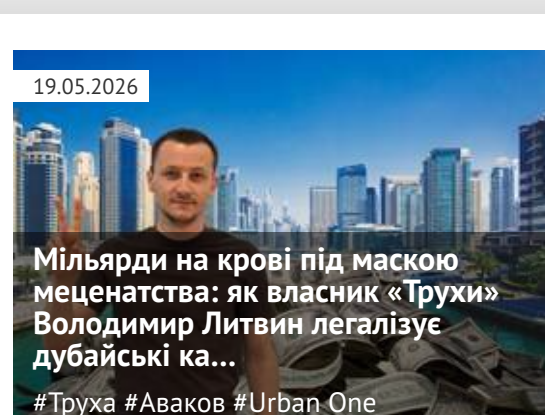 19.05.2026
Мільярди на крові під маскою
меценатства: як власник «Трухи»
Володимир Литвин легалізує
дубайські ка...
#Труха #Аваков #Urban One